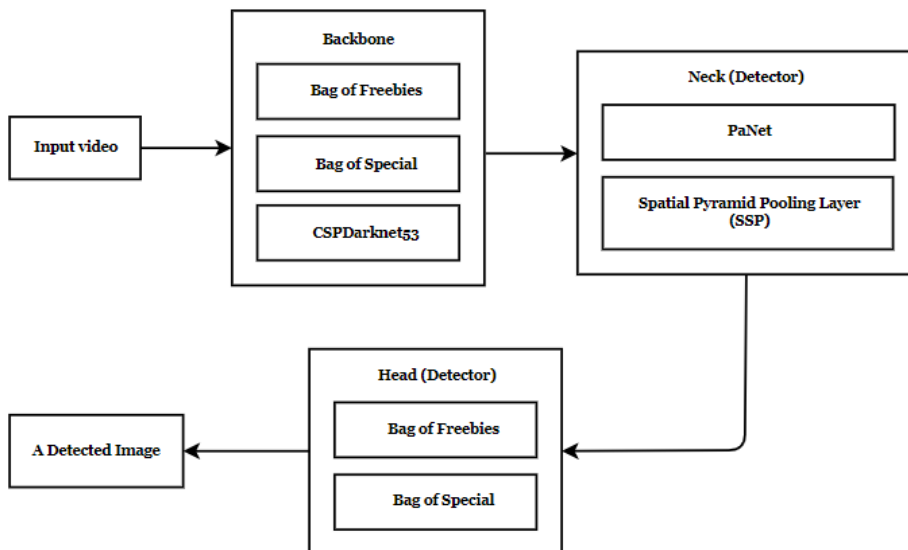 Backbone
Bag of Freebies
Bag of Special
CSPDarknet53
Input video
Neck (Detector)
PaNet
Spatial Pyramid Pooling Layer
(SSP)
Head (Detector)
Bag of Freebies
Bag of Special
A Detected Image